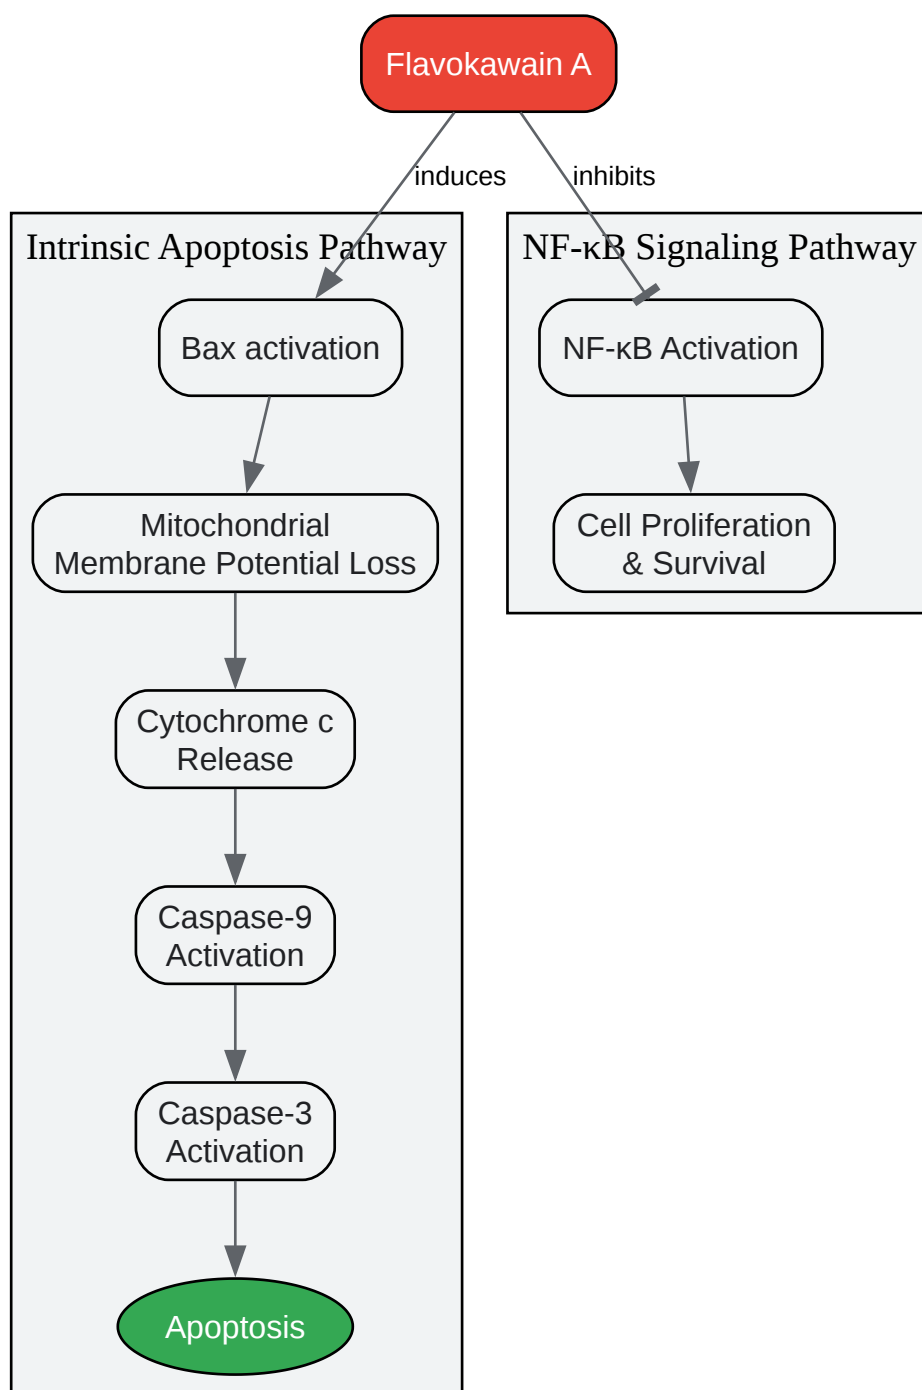 Flavokawain A
induces
inhibits
Intrinsic Apoptosis Pathway
Bax activation
Mitochondrial
Membrane Potential Loss
Cytochrome c
Release
Caspase-9
Activation
Caspase-3
Activation
Apoptosis
NF-κB Signaling Pathway
NF-κB Activation
Cell Proliferation
& Survival